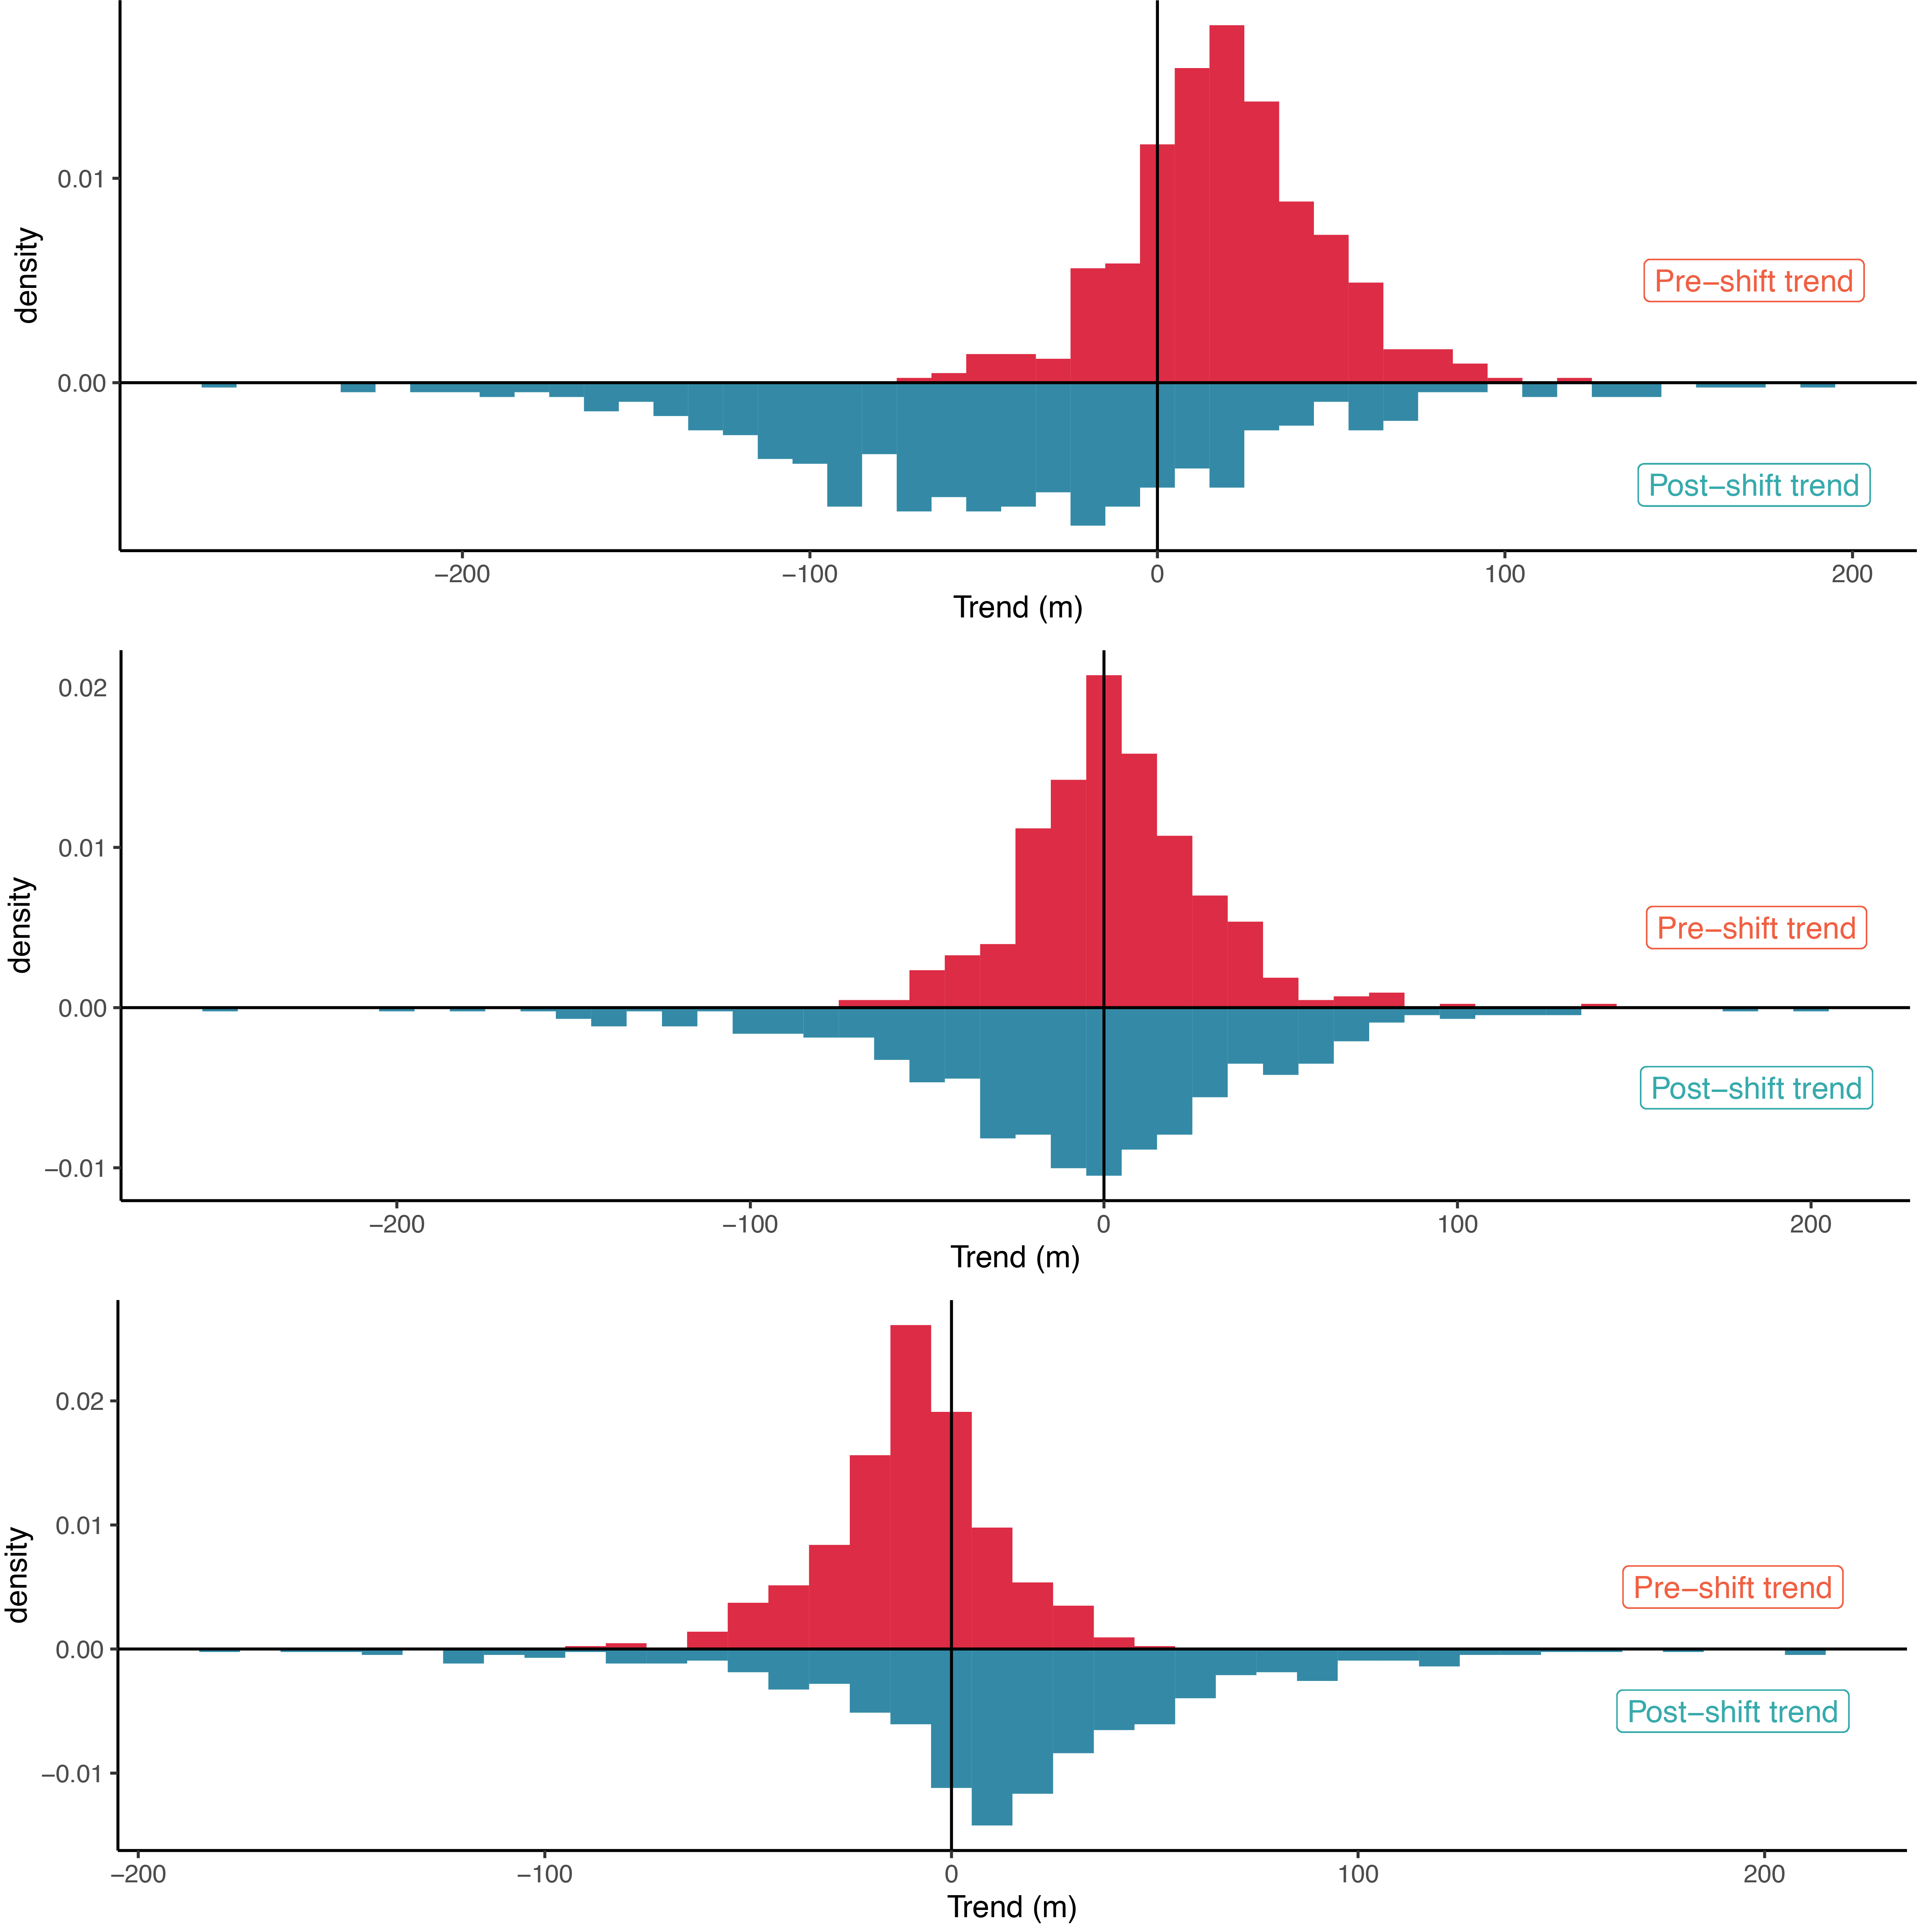 density
0.01
0.00
Pre−shift trend
Post−shift trend
−200 −100 0 100 200
Trend (m)
density
0.02
0.01
0.00
−0.01
Pre−shift trend
Post−shift trend
−200 −100 0 100 200
Trend (m)
density
0.02
0.01
0.00
−0.01
Pre−shift trend
Post−shift trend
−200 −100 0 100 200
Trend (m)